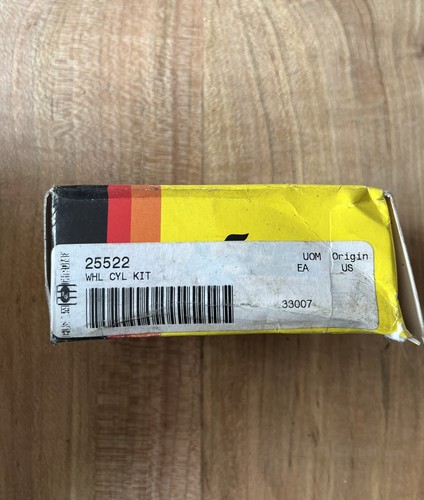 25522
WHL CYL KIT
UOM Origin
EA US
33007